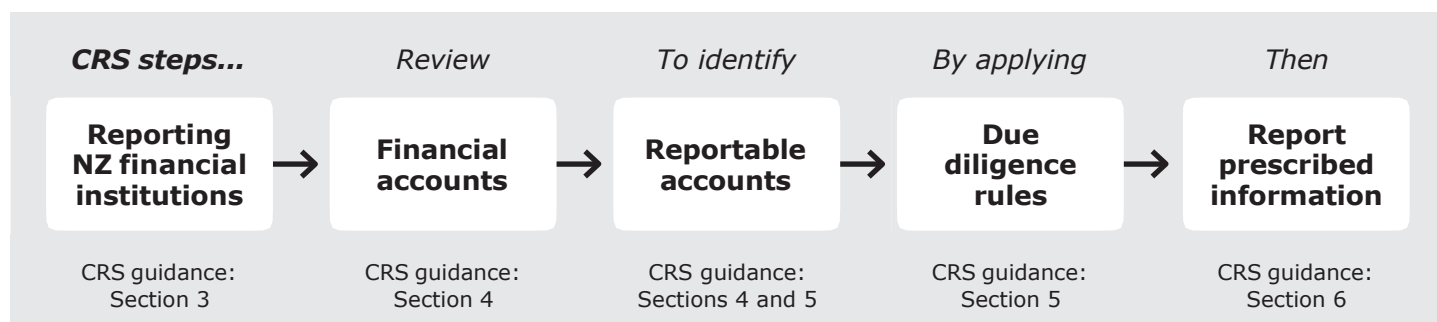 CRS steps...
Review
To identify
By applying
Then
Reporting
NZ financial
institutions
Financial
accounts
Reportable
accounts
Due
diligence
rules
Report
prescribed
information
CRS guidance:
Section 3
CRS guidance:
Section 4
CRS guidance:
Sections 4 and 5
CRS guidance:
Section 5
CRS guidance:
Section 6